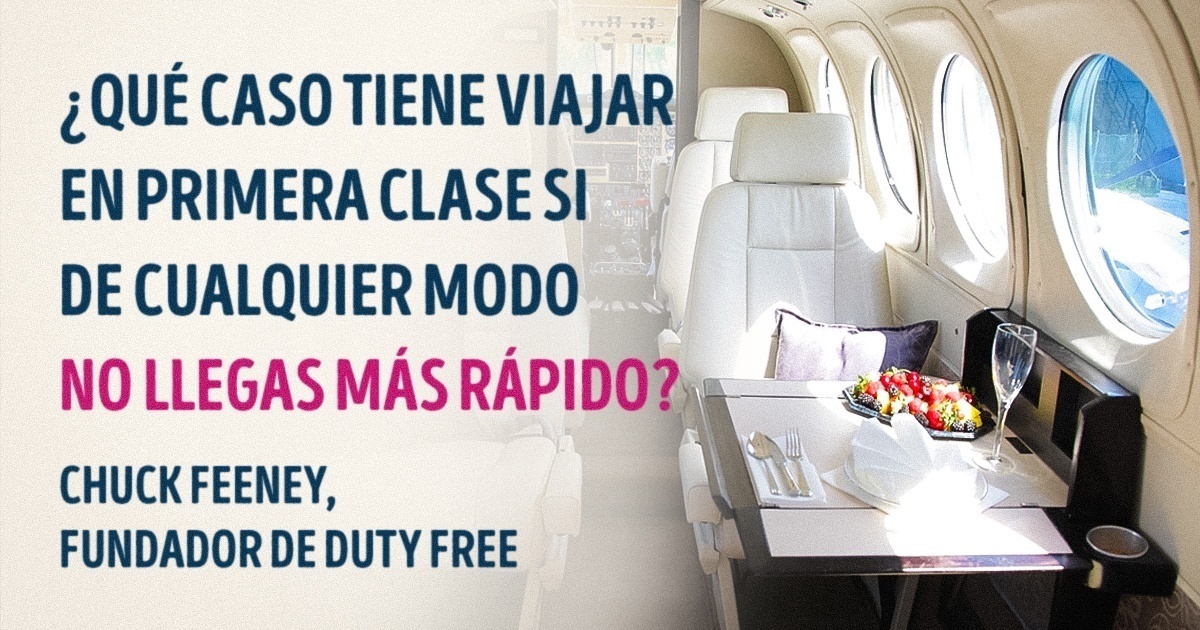 ¿QUÉ CASO TIENE VIAJAR
EN PRIMERA CLASE SI
DE CUALQUIER MODO
NO LLEGAS MÁS RÁPIDO?
CHUCK FEENEY,
FUNDADOR DE DUTY FREE